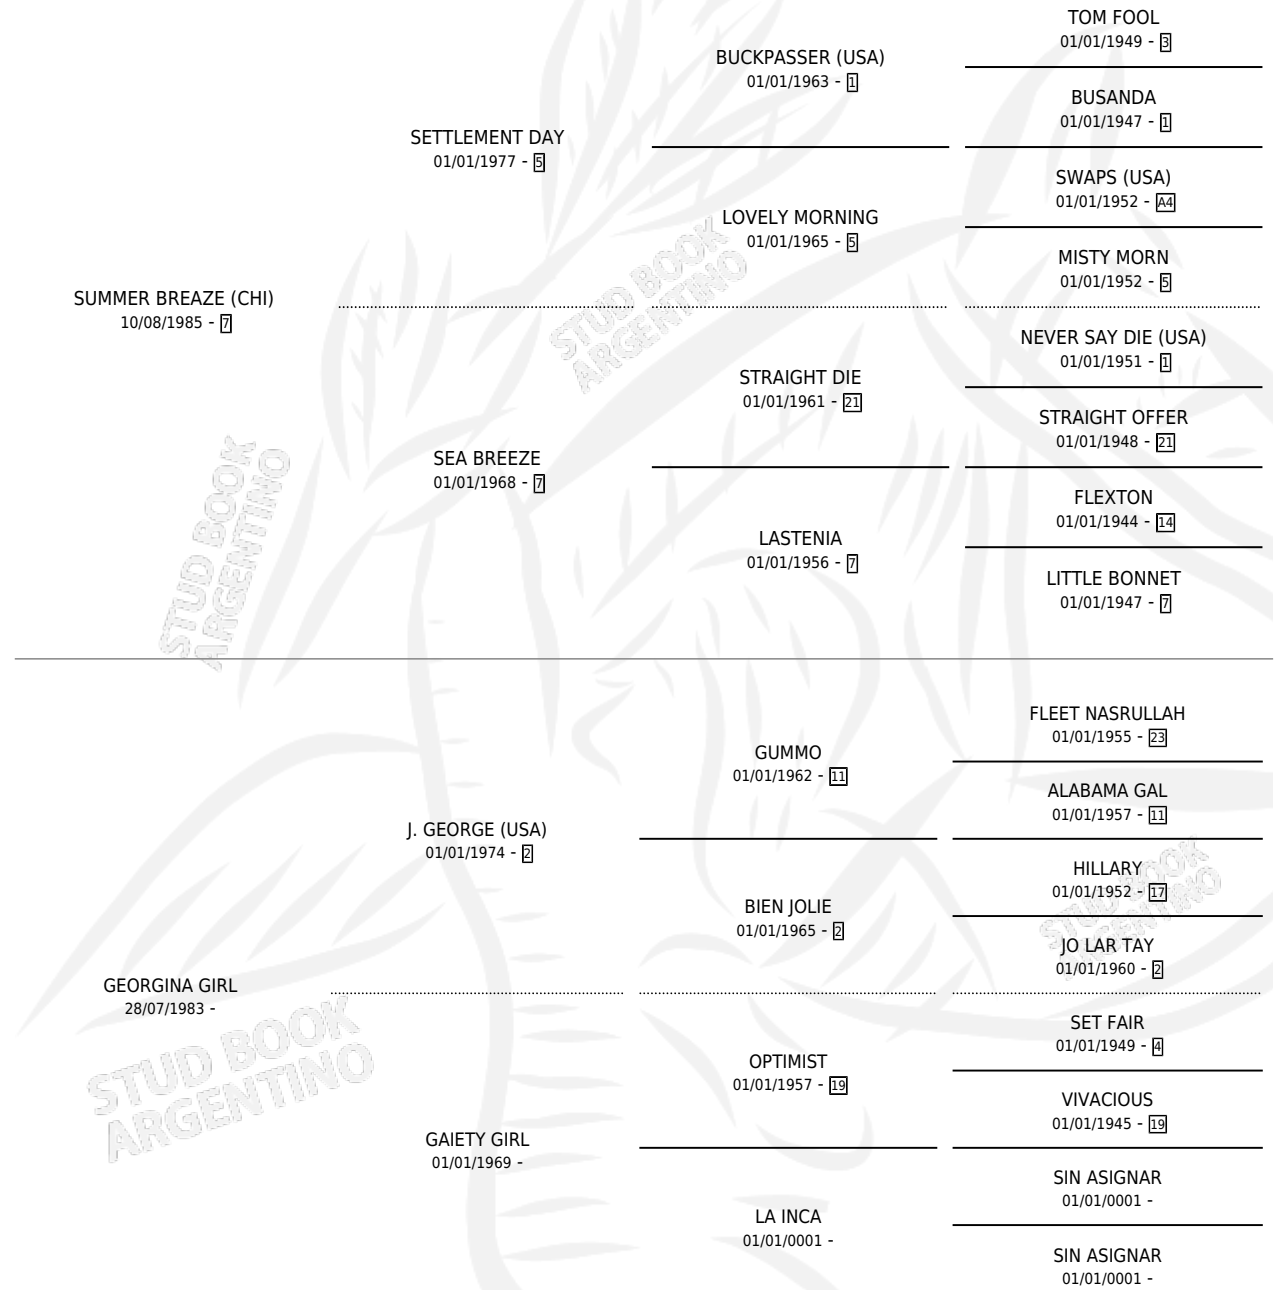 TOM FOOL
01/01/1949 - 3
BUCKPASSER (USA)
01/01/1963 - 1
BUSANDA
01/01/1947 - 1
SETTLEMENT DAY
01/01/1977 - 5
SWAPS (USA)
01/01/1952 - A4
LOVELY MORNING
01/01/1965 - 5
MISTY MORN
01/01/1952 - 5
SUMMER BREAZE (CHI)
10/08/1985 - 7
NEVER SAY DIE (USA)
01/01/1951 - 1
STRAIGHT DIE
01/01/1961 - 21
STRAIGHT OFFER
01/01/1948 - 21
SEA BREEZE
01/01/1968 - 7
FLEXTON
01/01/1944 - 14
LASTENIA
01/01/1956 - 7
LITTLE BONNET
01/01/1947 - 7
STUD BOOK
ARGENTINO
STUD BOOK
ARGENTINO
FLEET NASRULLAH
01/01/1955 - 23
GUMMO
01/01/1962 - 11
ALABAMA GAL
01/01/1957 - 11
J. GEORGE (USA)
01/01/1974 - 2
HILLARY
01/01/1952 - 17
BIEN JOLIE
01/01/1965 - 2
JO LAR TAY
01/01/1960 - 2
GEORGINA GIRL
28/07/1983 -
SET FAIR
01/01/1949 - 4
OPTIMIST
01/01/1957 - 19
VIVACIOUS
01/01/1945 - 19
GAIETY GIRL
01/01/1969 -
SIN ASIGNAR
01/01/0001 -
LA INCA
01/01/0001 -
SIN ASIGNAR
01/01/0001 -
STUD BOOK
ARGENTINO
STUD BOOK
ARGENTINO